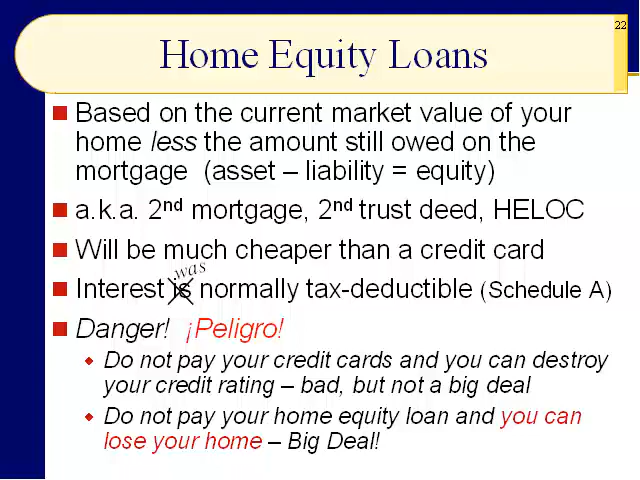 22
Home Equity Loans
Based on the current market value of your
home less the amount still owed on the
mortgage (asset – liability = equity)
a.k.a. 2nd mortgage, 2nd trust deed, HELOC
Will be much cheaper than a credit card
was
Interest is normally tax-deductible (Schedule A)
Danger! ¡Peligro!
Do not pay your credit cards and you can destroy
your credit rating – bad, but not a big deal
Do not pay your home equity loan and you can
lose your home – Big Deal!